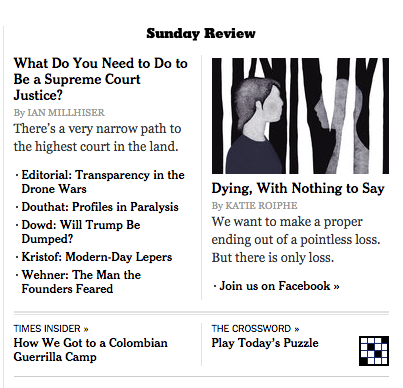 Sunday Review
What Do You Need to Do to
Be a Supreme Court
Justice?
By IAN MILLHISER
There's a very narrow path to
the highest court in the land.
· Editorial: Transparency in the
Drone Wars
· Douthat: Profiles in Paralysis
· Dowd: Will Trump Be
Dumped?
· Kristof: Modern-Day Lepers
· Wehner: The Man the
Founders Feared
Dying, With Nothing to Say
By KATIE ROIPHE
We want to make a proper
ending out of a pointless loss.
But there is only loss.
· Join us on Facebook »
TIMES INSIDER »
How We Got to a Colombian
Guerrilla Camp
THE CROSSWORD »
Play Today's Puzzle